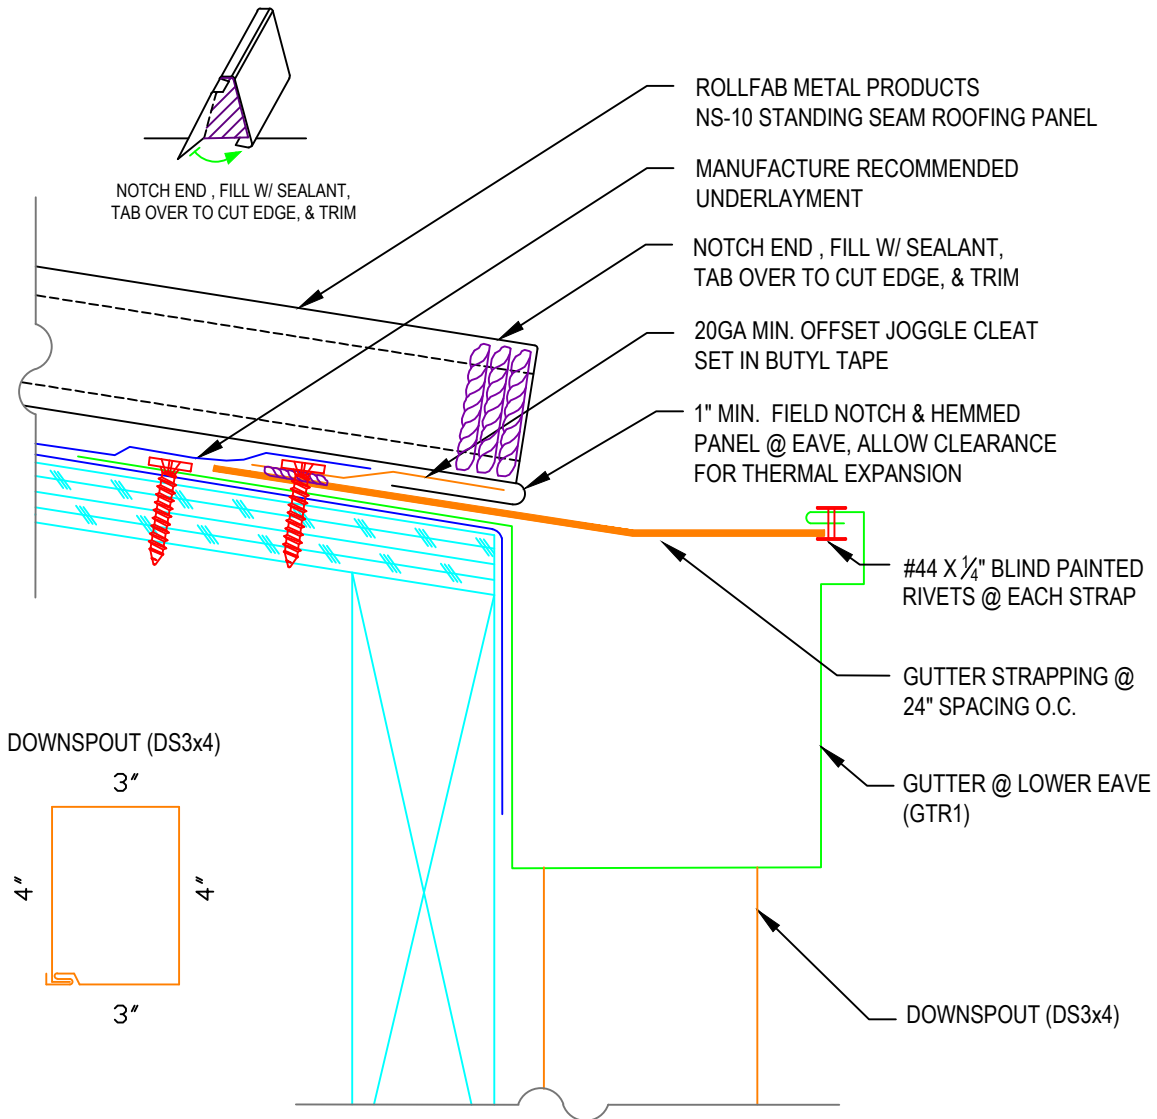 ROLLFAB METAL PRODUCTS
NS-10 STANDING SEAM ROOFING PANEL
MANUFACTURE RECOMMENDED
UNDERLAYMENT
NOTCH END , FILL W/ SEALANT,
TAB OVER TO CUT EDGE, & TRIM
NOTCH END , FILL W/ SEALANT,
TAB OVER TO CUT EDGE, & TRIM
20GA MIN. OFFSET JOGGLE CLEAT
SET IN BUTYL TAPE
1" MIN.  FIELD NOTCH & HEMMED
PANEL @ EAVE, ALLOW CLEARANCE
FOR THERMAL EXPANSION
#44 X 1/4" BLIND PAINTED
RIVETS @ EACH STRAP
GUTTER STRAPPING @
24" SPACING O.C.
GUTTER @ LOWER EAVE
(GTR1)
DOWNSPOUT (DS3x4)
3"
4"
4"
3"
DOWNSPOUT (DS3x4)